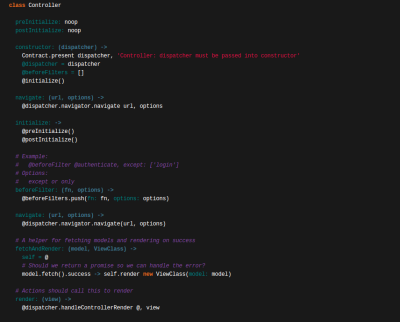 class Controller
preInitialize: noop
postInitialize: noop
constructor: (dispatcher) ->
Contract.present dispatcher, "Controller: dispatcher must be passed into constructor"
@dispatcher = dispatcher
@beforeFilters = []
@initialize()
navigate: (url, options) ->
@dispatcher.navigator.navigate url, options
initialize: ->
@preInitialize()
@postInitialize()
# Example:
#   @beforeFilter @authenticate, except: ['login']
# Options:
#   except or only
beforeFilter: (fn, options) ->
@beforeFilters.push(fn: fn, options: options)
navigate: (url, options) ->
@dispatcher.navigator.navigate(url, options)
# A helper for fetching models and rendering on success
fetchAndRender: (model, ViewClass) ->
self = @
# Should we return a promise so we can handle the error?
model.fetch().success -> self.render new ViewClass(model: model)
# Actions should call this to render
render: (view) ->
@dispatcher.handleControllerRender @, view